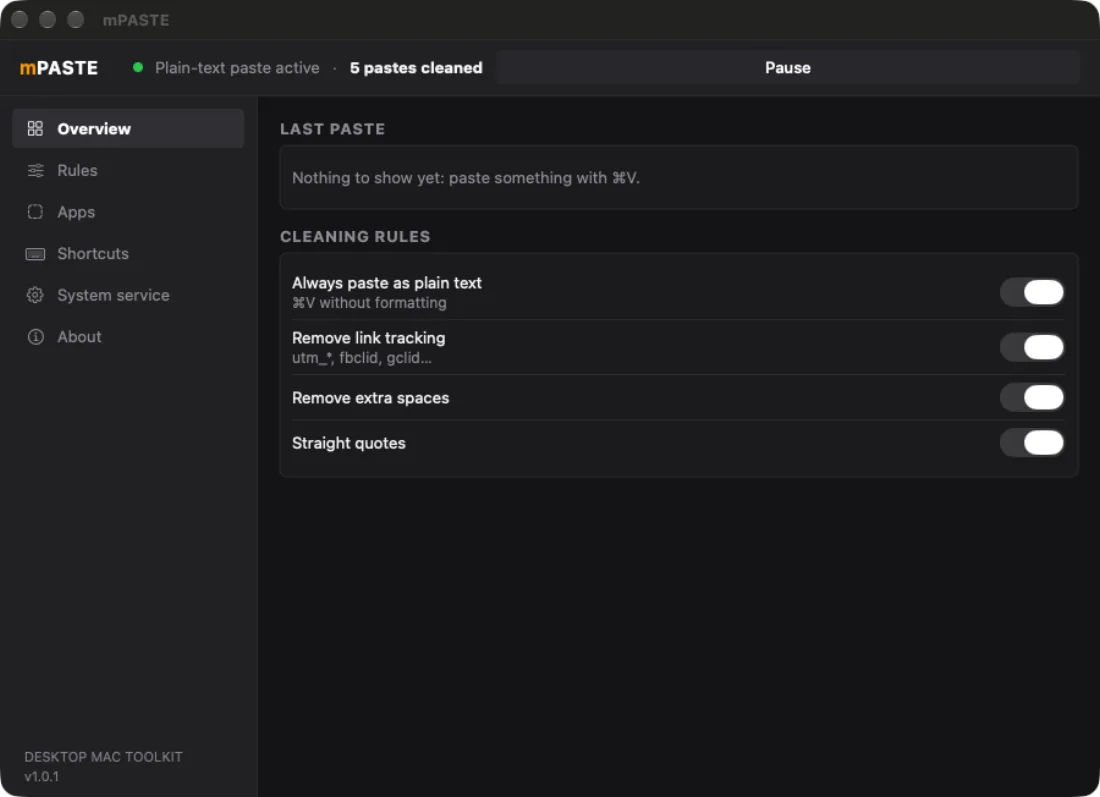 mPASTE
mPASTE
Plain-text paste active · 5 pastes cleaned
Pause
Overview
Rules
Apps
Shortcuts
System service
About
LAST PASTE
Nothing to show yet: paste something with ⌘V.
CLEANING RULES
Always paste as plain text
⌘V without formatting
Remove link tracking
utm_*, fbclid, gclid…
Remove extra spaces
Straight quotes
DESKTOP MAC TOOLKIT
v1.0.1